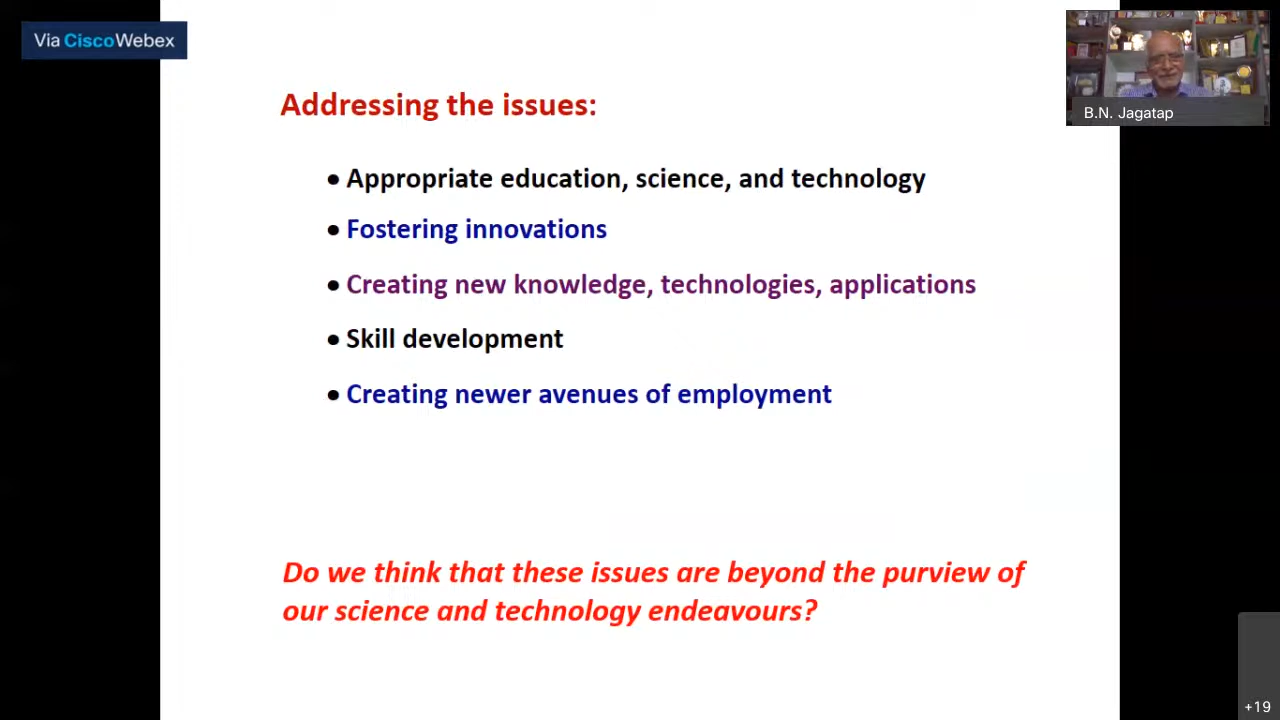 Via CiscoWebex
B.N. Jagatap
Addressing the issues:
• Appropriate education, science, and technology
• Fostering innovations
• Creating new knowledge, technologies, applications
• Skill development
• Creating newer avenues of employment
Do we think that these issues are beyond the purview of
our science and technology endeavours?
+19